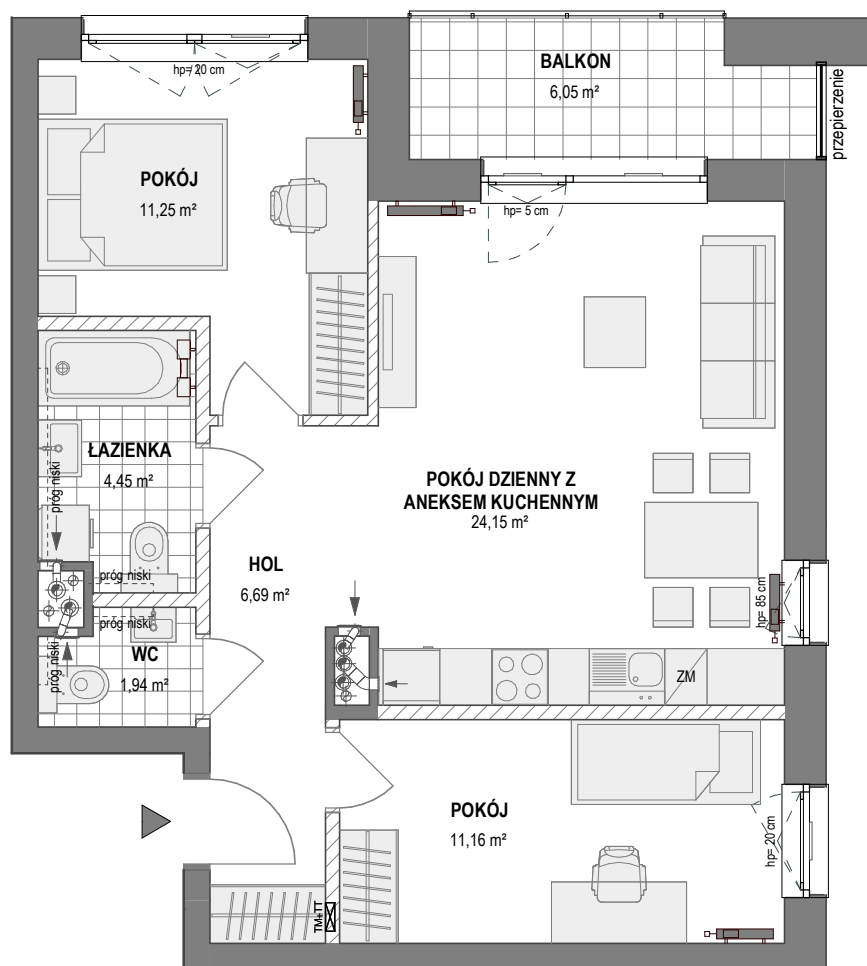 BALKON
6,05 m²
przepierzenie
hp= 20 cm
POKÓJ
11,25 m²
hp= 5 cm
ŁAZIENKA
4,45 m²
próg niski
POKÓJ DZIENNY Z
ANEKSEM KUCHENNYM
24,15 m²
HOL
6,69 m²
próg niski
próg niski
hp= 85 cm
WC
1,94 m²
próg niski
ZM
POKÓJ
11,16 m²
hp= 20 cm
TM+TT